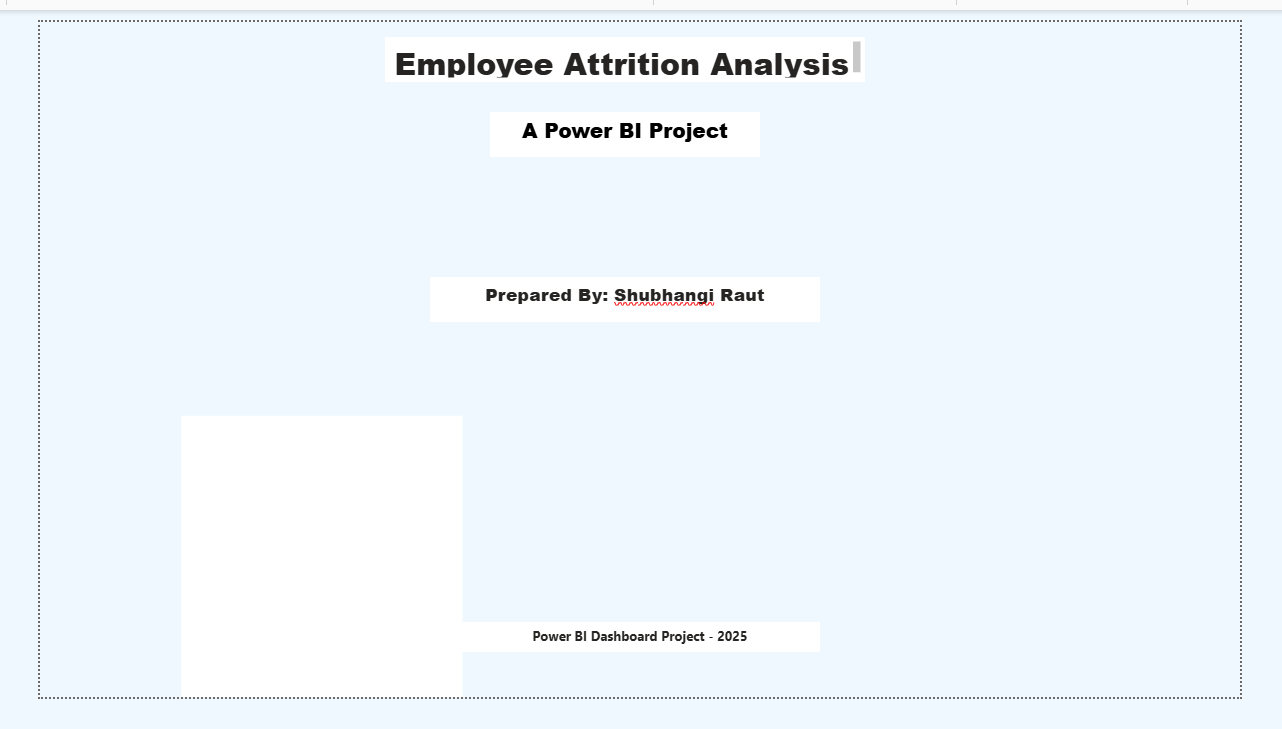 Employee Attrition Analysis
A Power BI Project
Prepared By: Shubhangi Raut
Power BI Dashboard Project - 2025